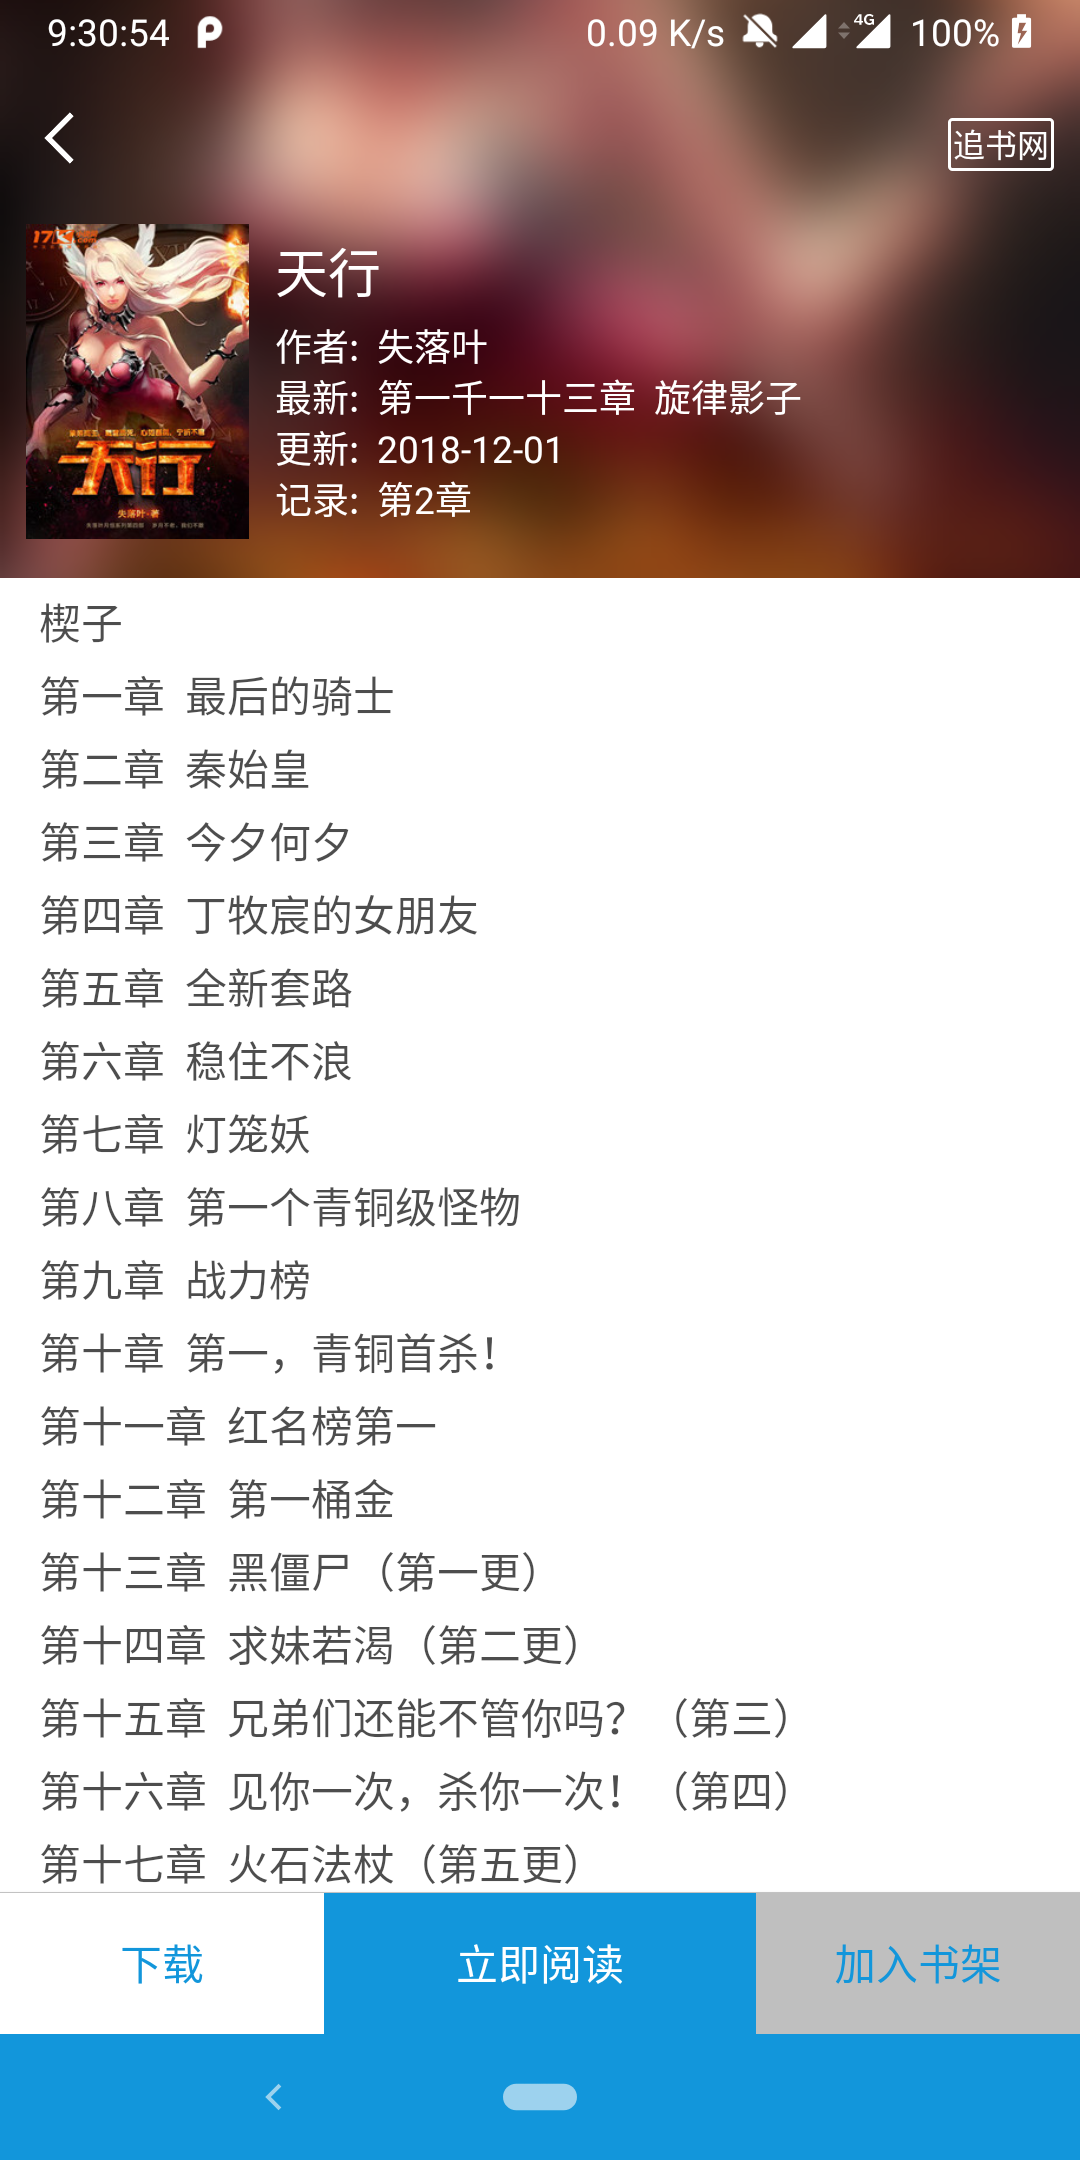 9:30:54 0.09 K/s 4G 100%
追书网
天行
作者: 失落叶
最新: 第一千一十三章 旋律影子
更新: 2018-12-01
记录: 第2章
天行
失落叶·著
楔子
第一章 最后的骑士
第二章 秦始皇
第三章 今夕何夕
第四章 丁牧宸的女朋友
第五章 全新套路
第六章 稳住不浪
第七章 灯笼妖
第八章 第一个青铜级怪物
第九章 战力榜
第十章 第一，青铜首杀！
第十一章 红名榜第一
第十二章 第一桶金
第十三章 黑僵尸（第一更）
第十四章 求妹若渴（第二更）
第十五章 兄弟们还能不管你吗？（第三）
第十六章 见你一次，杀你一次！（第四）
第十七章 火石法杖（第五更）
下载 立即阅读 加入书架